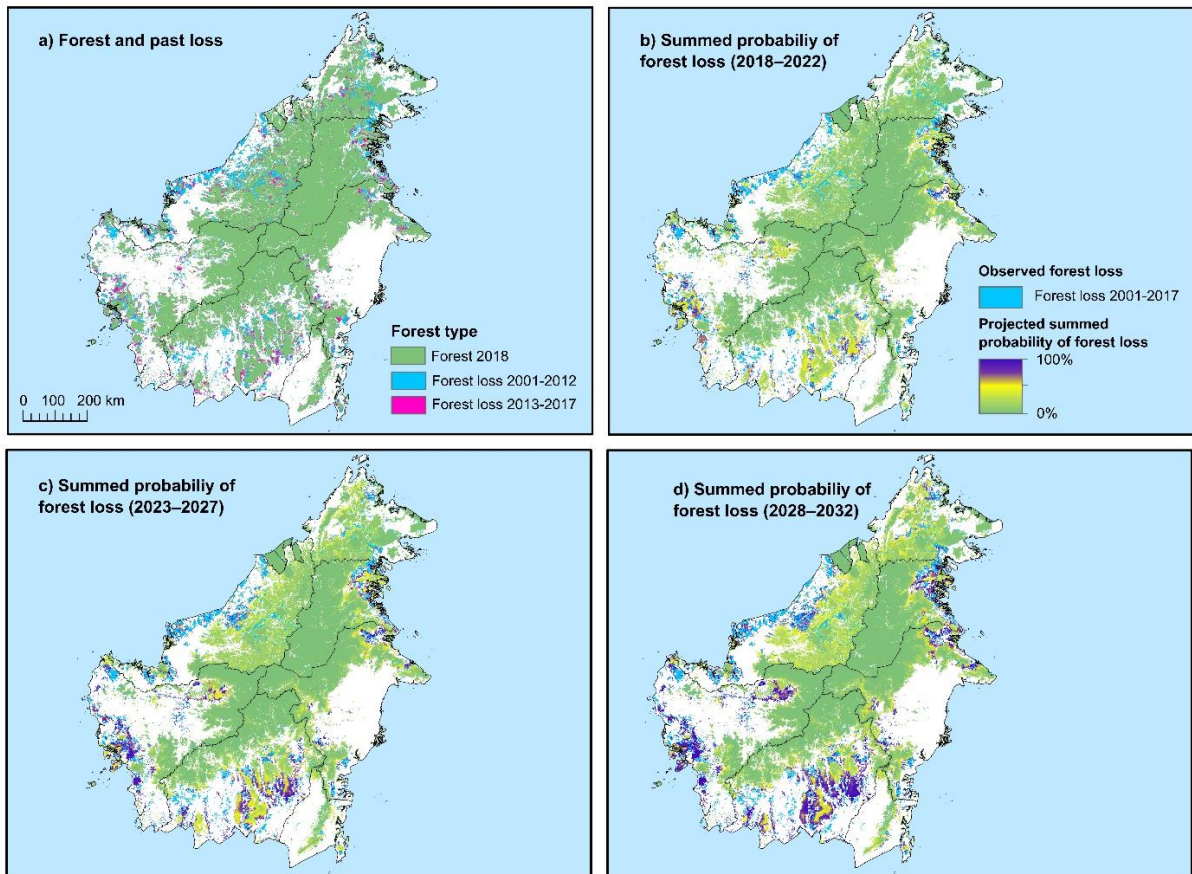 a) Forest and past loss
Forest type
Forest 2018
Forest loss 2001-2012
Forest loss 2013-2017
0 100 200 km
b) Summed probabiliy of
forest loss (2018–2022)
Observed forest loss
Forest loss 2001-2017
Projected summed
probability of forest loss
100%
0%
c) Summed probabiliy of
forest loss (2023–2027)
d) Summed probabiliy of
forest loss (2028–2032)